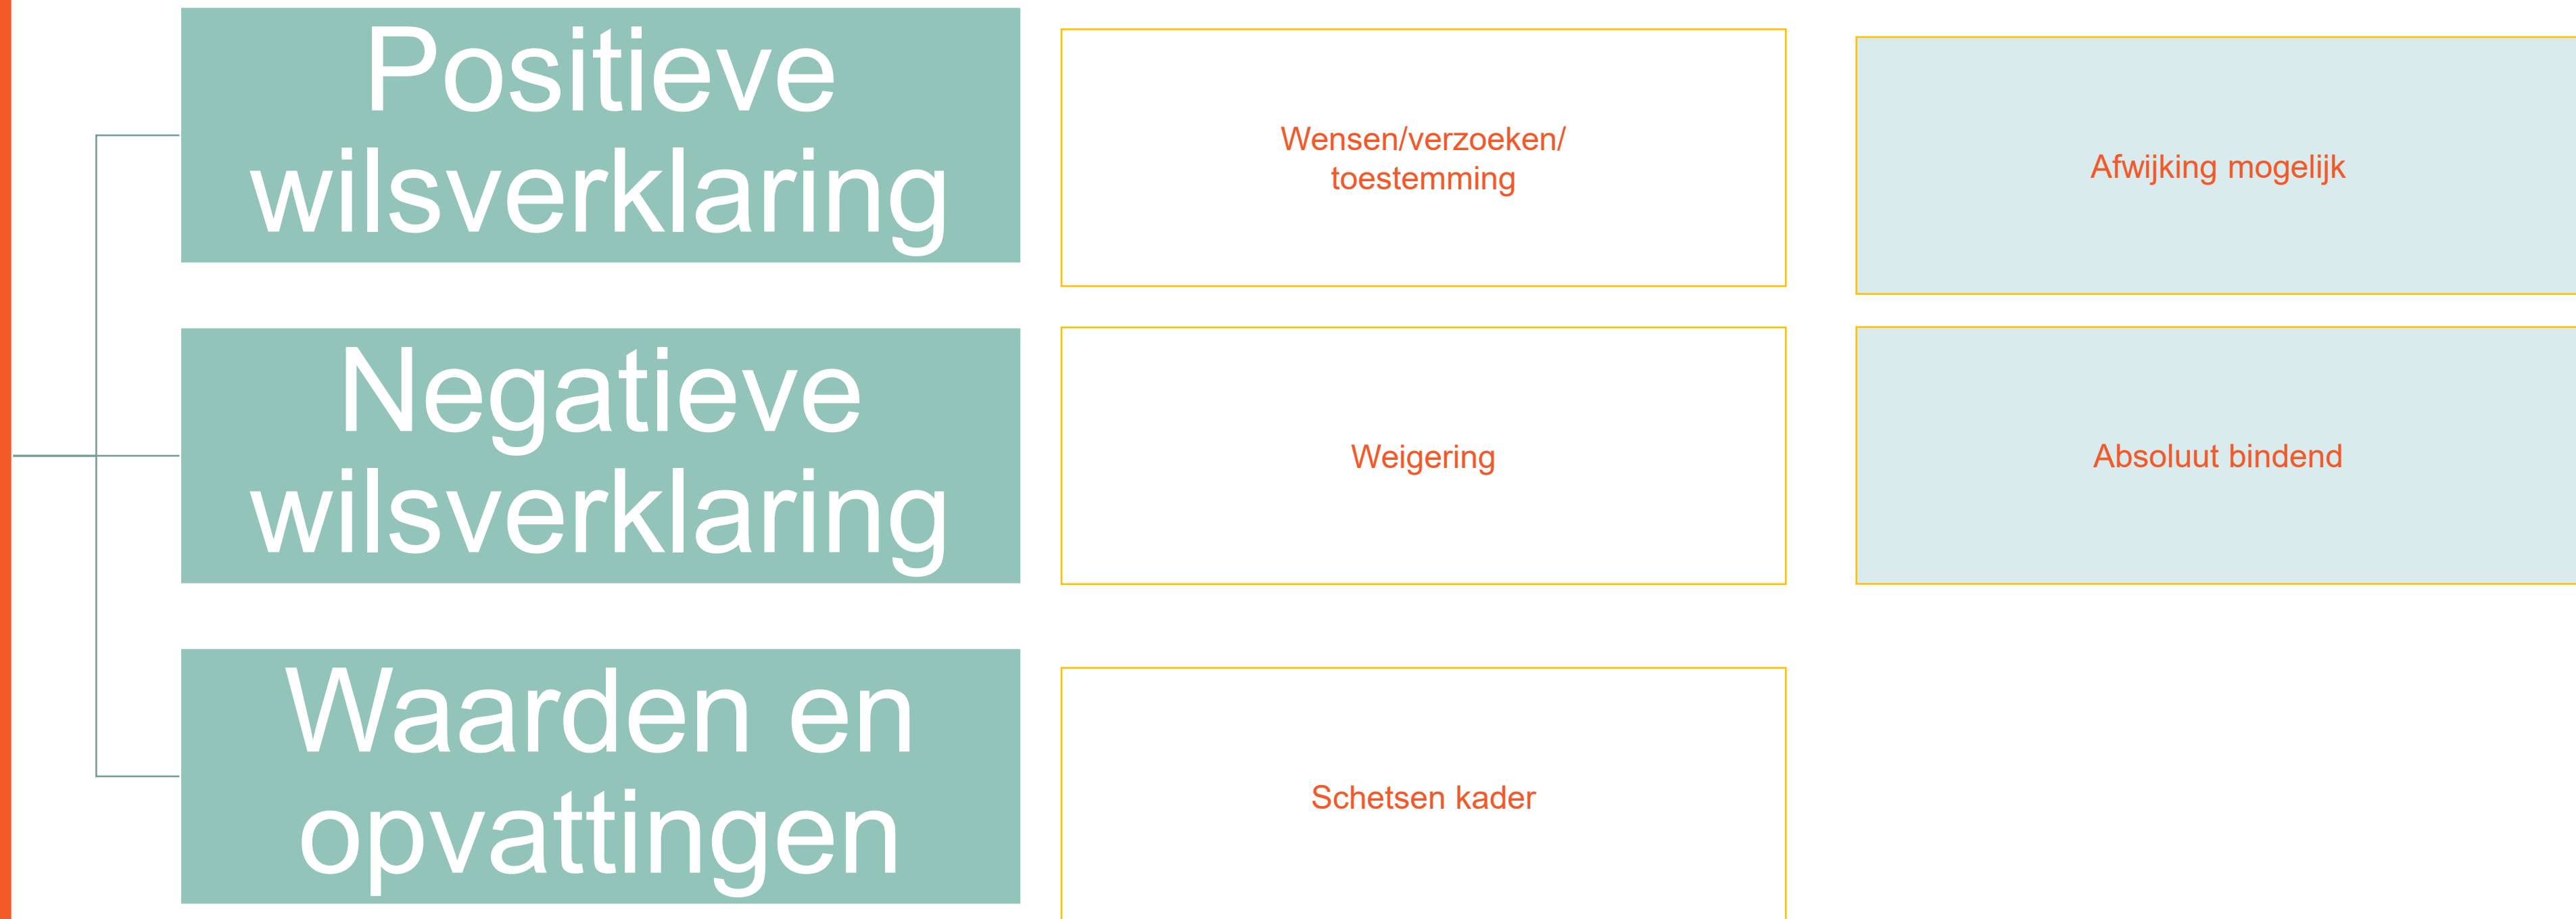 Positieve
wilsverklaring
Wensen/verzoeken/
toestemming
Afwijking mogelijk
Negatieve
wilsverklaring
Weigering
Absoluut bindend
Waarden en
opvattingen
Schetsen kader